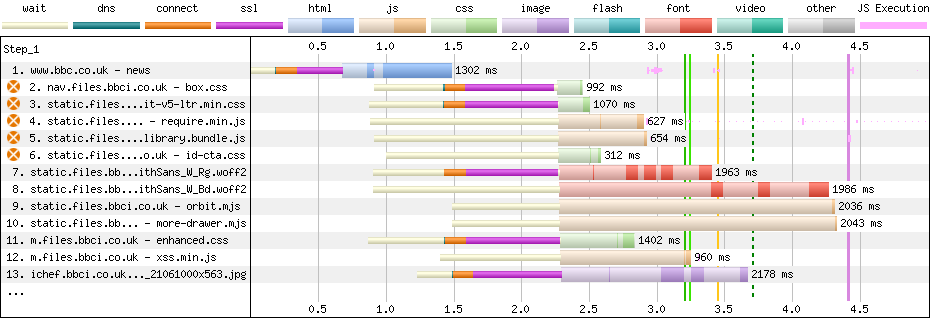 wait dns connect ssl html js css image flash font video other JS Execution
Step_1 0.5 1.0 1.5 2.0 2.5 3.0 3.5 4.0 4.5
1. www.bbc.co.uk - news 1302 ms
2. nav.files.bbci.co.uk - box.css 992 ms
3. static.files....it-v5-ltr.min.css 1070 ms
4. static.files.... - require.min.js 627 ms
5. static.files....library.bundle.js 654 ms
6. static.files....o.uk - id-cta.css 312 ms
7. static.files.bb...ithSans_W_Rg.woff2 1963 ms
8. static.files.bb...ithSans_W_Bd.woff2 1986 ms
9. static.files.bbci.co.uk - orbit.mjs 2036 ms
10. static.files.bb... - more-drawer.mjs 2043 ms
11. m.files.bbci.co.uk - enhanced.css 1402 ms
12. m.files.bbci.co.uk - xss.min.js 960 ms
13. ichef.bbci.co.uk..._21061000x563.jpg 2178 ms
...
0.5 1.0 1.5 2.0 2.5 3.0 3.5 4.0 4.5